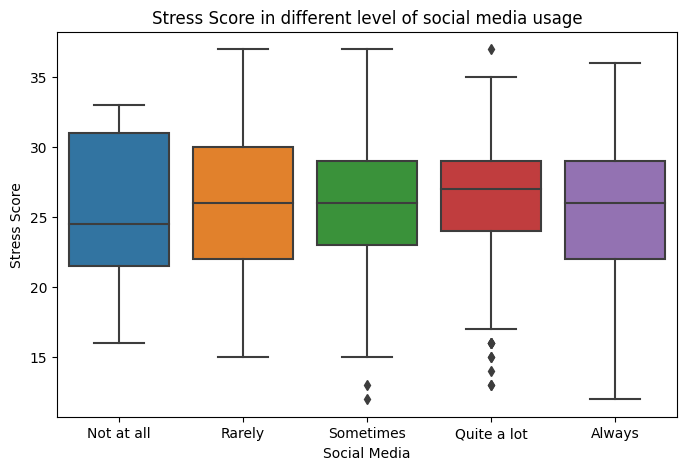 Stress Score in different level of social media usage
Stress Score
35
30
25
20
15
Not at all Rarely Sometimes Quite a lot Always
Social Media